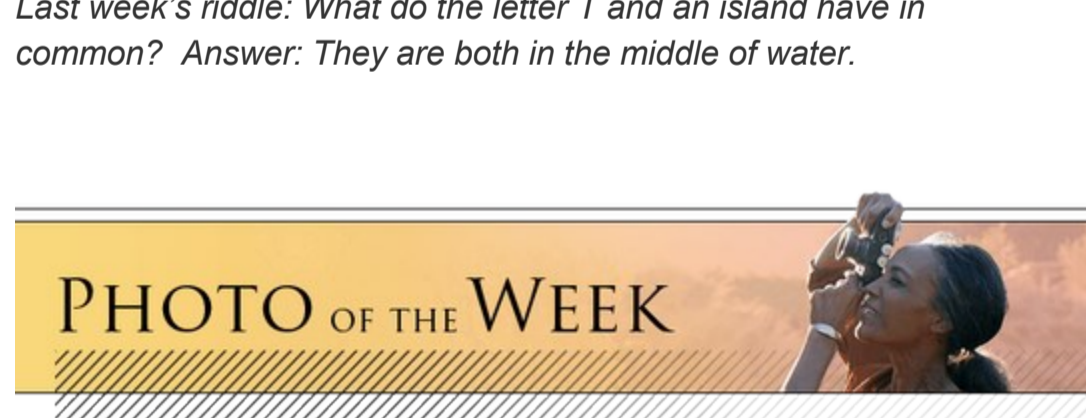 Last week's riddle: What do the letter T and an island have in
common?  Answer: They are both in the middle of water.
PHOTO OF THE WEEK